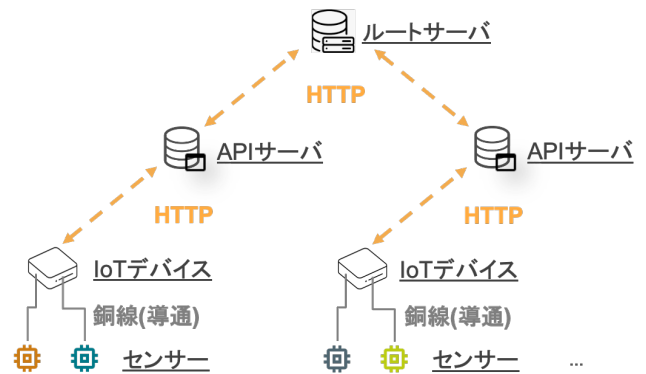 ルートサーバ
HTTP
APIサーバ
APIサーバ
HTTP
HTTP
IoTデバイス
IoTデバイス
銅線(導通)
銅線(導通)
センサー
センサー
...